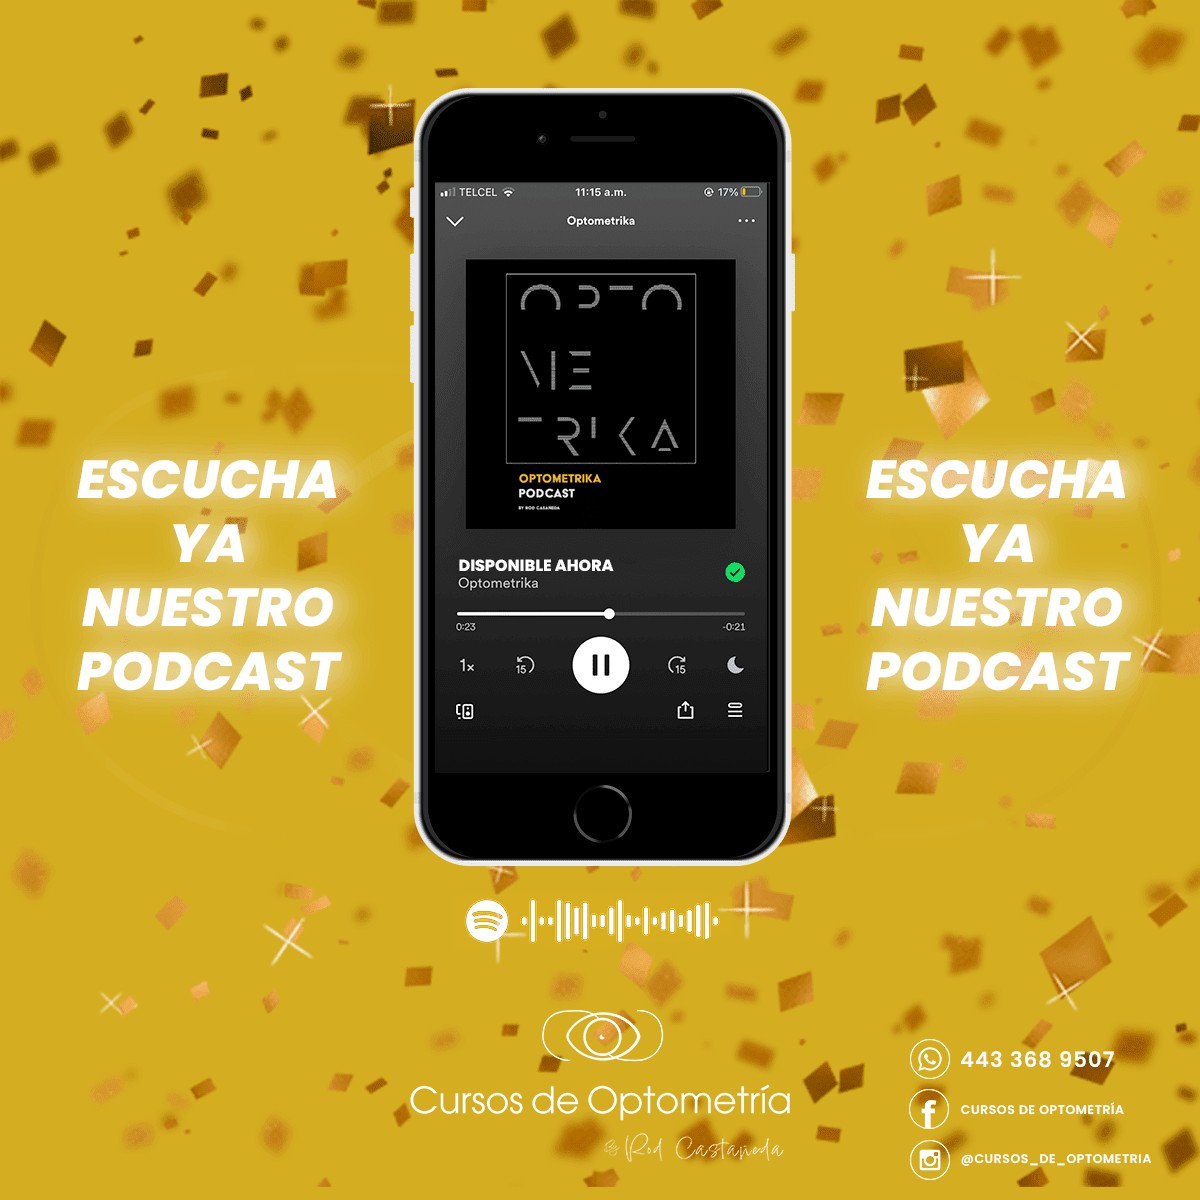 TELCEL 11:15 a.m. 17%
Optometrika
OPTO
ME
TRIKA
OPTOMETRIKA
PODCAST
BY ROD CASAÑEDA
DISPONIBLE AHORA
Optometrika
0:23 -0:21
1x 15 15
ESCUCHA
YA
NUESTRO
PODCAST
ESCUCHA
YA
NUESTRO
PODCAST
Cursos de Optometría
By Rod Castañeda
443 368 9507
CURSOS DE OPTOMETRÍA
@CURSOS_DE_OPTOMETRIA